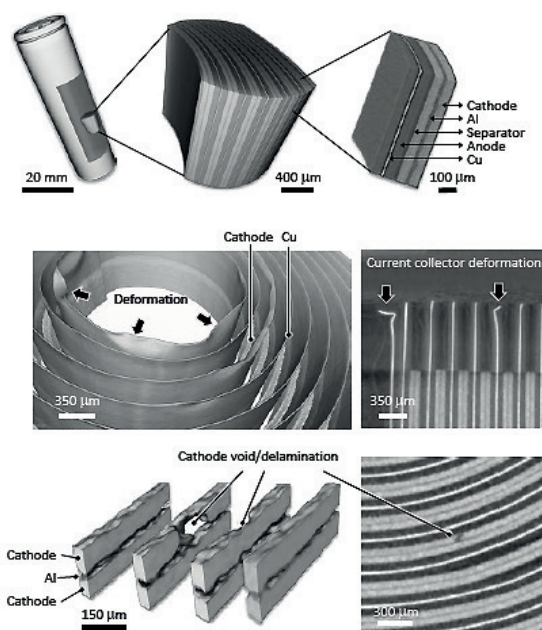 Cathode
Al
Separator
Anode
Cu
20 mm
400 µm
100 µm
Cathode Cu
Deformation
350 µm
Current collector deformation
350 µm
Cathode void/delamination
Cathode
Al
Cathode
150 µm
300 µm